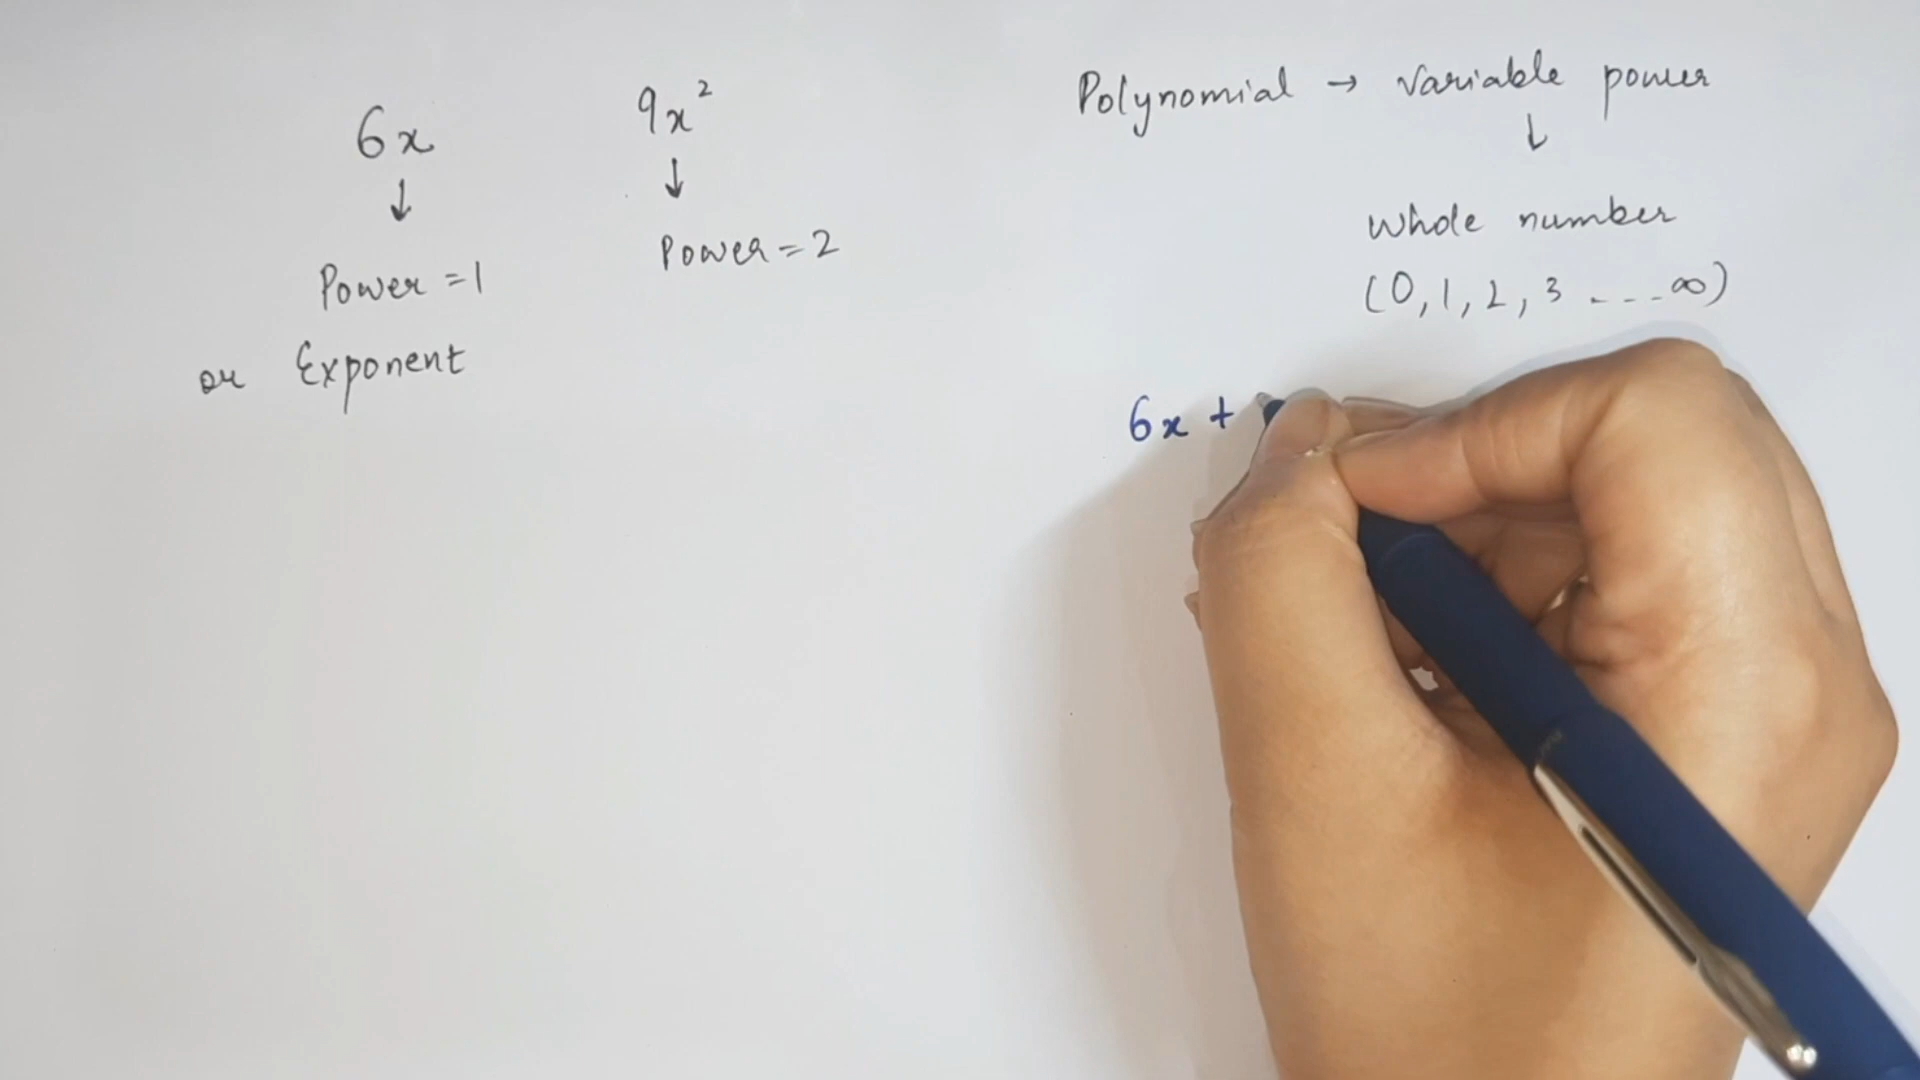 6x
↓
Power = 1
or Exponent
9x²
↓
Power = 2
Polynomial → variable power
↓
Whole number
(0, 1, 2, 3 ---- ∞)
6x +